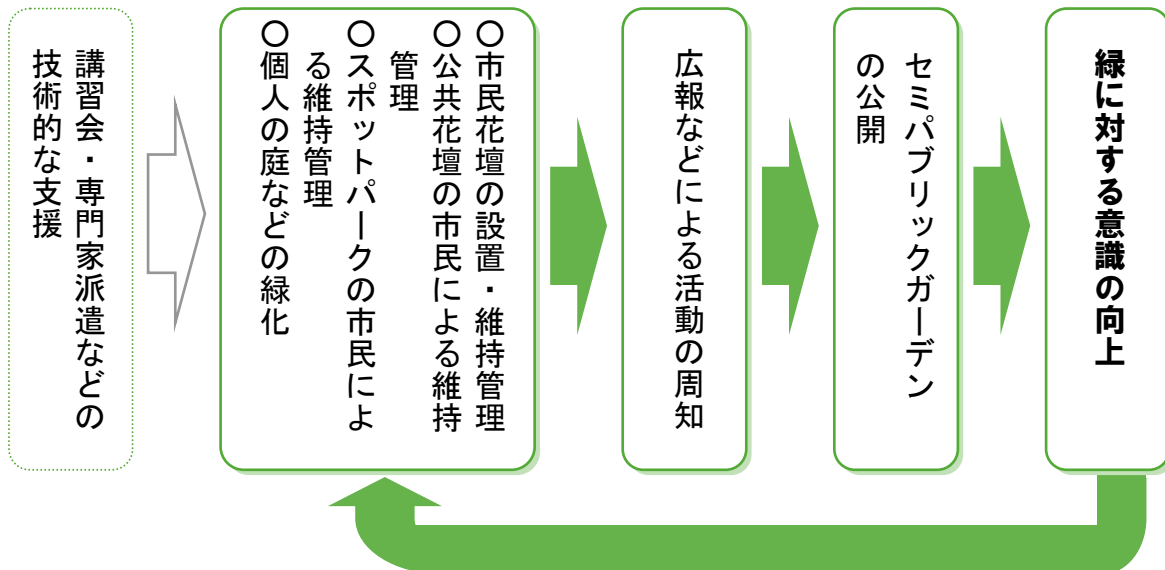 講習会・専門家派遣などの
技術的な支援
○市民花壇の設置・維持管理
○公共花壇の市民による維持
管理
○スポットパークの市民によ
る維持管理
○個人の庭などの緑化
広報などによる活動の周知
セミパブリックガーデン
の公開
緑に対する意識の向上